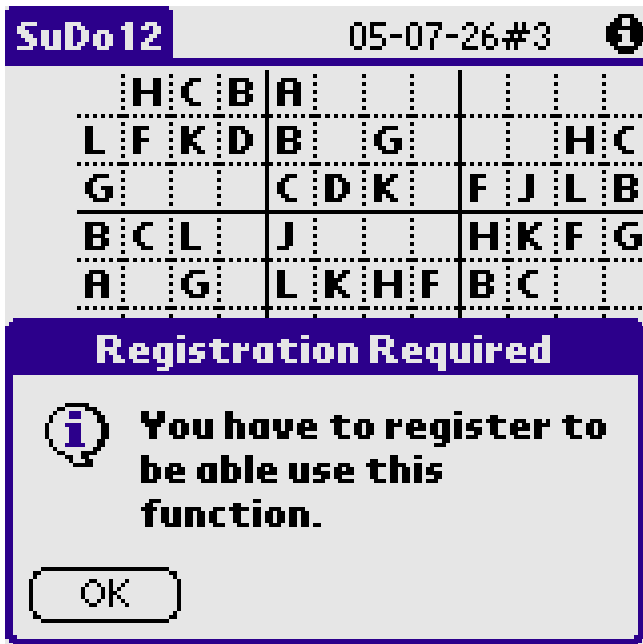 SuDo12 05-07-26#3
H C B A
L F K D B G H C
G C D K F J L B
B C L J H K F G
A G L K H F B C
Registration Required
You have to register to
be able use this
function.
OK